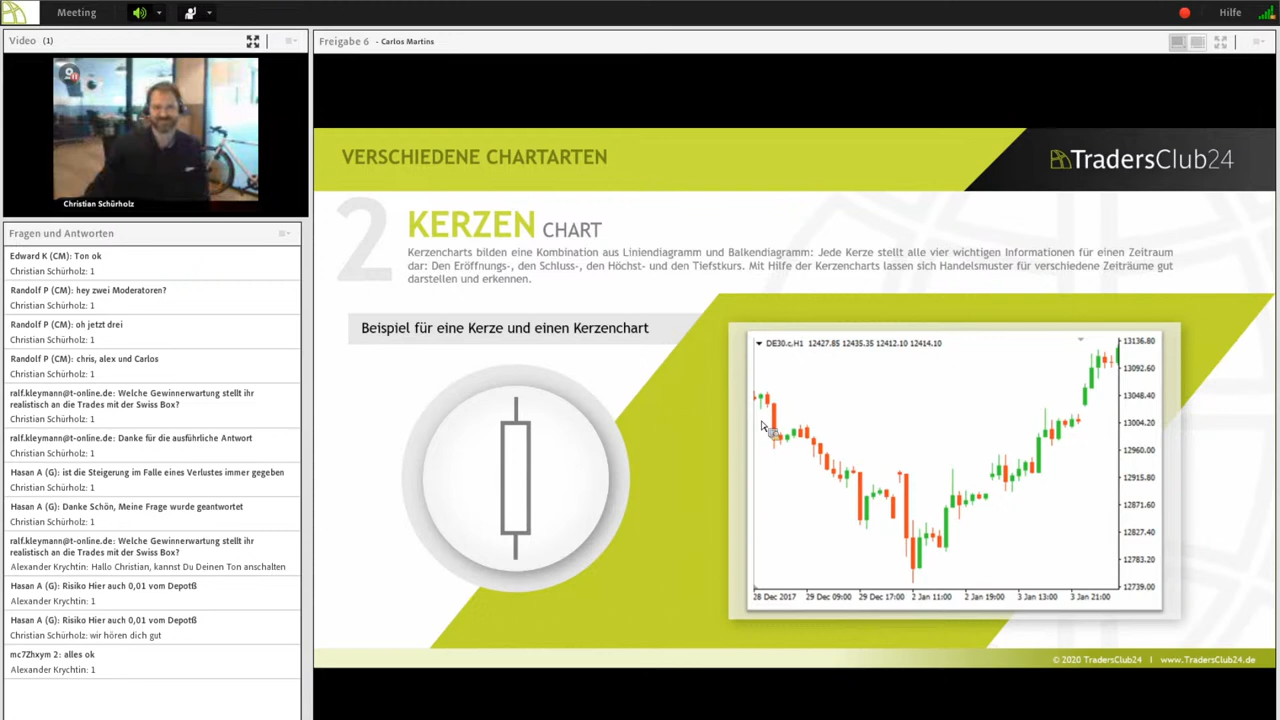 Meeting
Hilfe
Video (1)
Christian Schürholz
Fragen und Antworten
Edward K (CM): Ton ok
Christian Schürholz: 1
Randolf P (CM): hey zwei Moderatoren?
Christian Schürholz: 1
Randolf P (CM): oh jetzt drei
Christian Schürholz: 1
Randolf P (CM): chris, alex und Carlos
Christian Schürholz: 1
ralf.kleymann@t-online.de: Welche Gewinnerwartung stellt ihr
realistisch an die Trades mit der Swiss Box?
Christian Schürholz: 1
ralf.kleymann@t-online.de: Danke für die ausführliche Antwort
Christian Schürholz: 1
Hasan A (G): ist die Steigerung im Falle eines Verlustes immer gegeben
Christian Schürholz: 1
Hasan A (G): Danke Schön, Meine Frage wurde geantwortet
Christian Schürholz: 1
ralf.kleymann@t-online.de: Welche Gewinnerwartung stellt ihr
realistisch an die Trades mit der Swiss Box?
Alexander Krychtin: Hallo Christian, kannst Du Deinen Ton anschalten
Hasan A (G): Risiko Hier auch 0,01 vom Depotß
Alexander Krychtin: 1
Hasan A (G): Risiko Hier auch 0,01 vom Depotß
Christian Schürholz: wir hören dich gut
mc7Zhxym 2: alles ok
Alexander Krychtin: 1
Freigabe 6 - Carlos Martins
VERSCHIEDENE CHARTARTEN
TradersClub24
2
KERZEN CHART
Kerzencharts bilden eine Kombination aus Liniendiagramm und Balkendiagramm: Jede Kerze stellt alle vier wichtigen Informationen für einen Zeitraum
dar: Den Eröffnungs-, den Schluss-, den Höchst- und den Tiefstkurs. Mit Hilfe der Kerzencharts lassen sich Handelsmuster für verschiedene Zeiträume gut
darstellen und erkennen.
Beispiel für eine Kerze und einen Kerzenchart
DE30.c,H1 12427.85 12435.35 12412.10 12414.10
13136.80
13092.60
13048.40
13004.20
12960.00
12915.80
12871.60
12827.40
12783.20
12739.00
28 Dec 2017 29 Dec 09:00 29 Dec 17:00 2 Jan 11:00 2 Jan 19:00 3 Jan 13:00 3 Jan 21:00
© 2020 TradersClub24 I www.TradersClub24.de